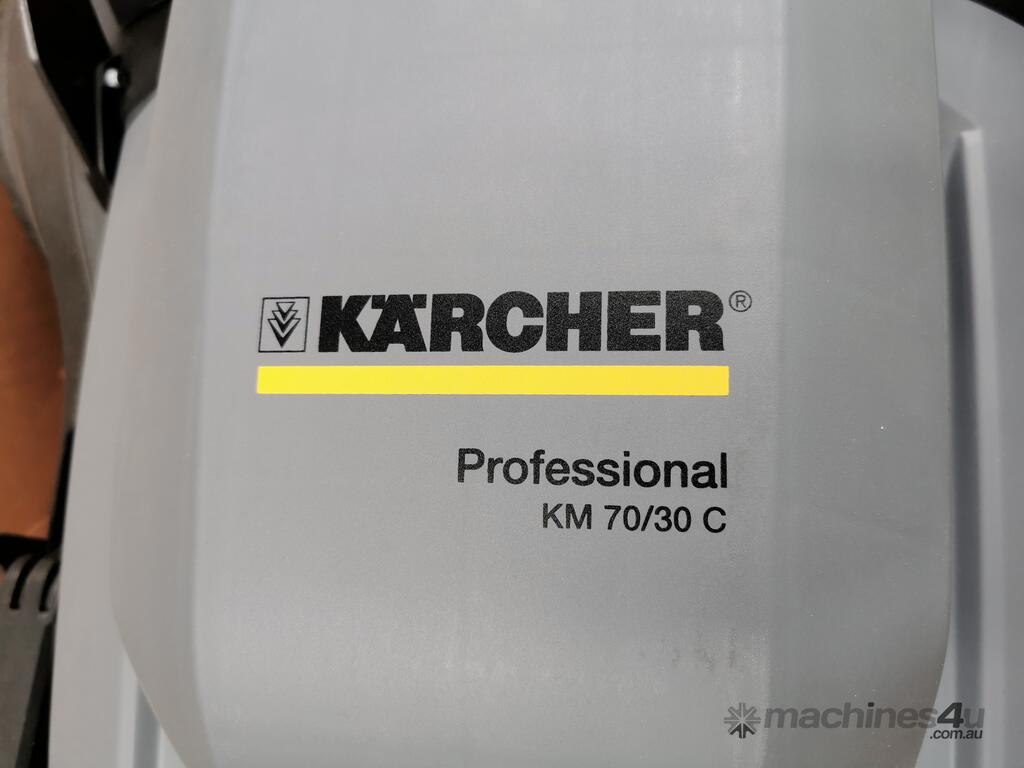 KÄRCHER®
Professional
KM 70/30 C
machines4u
.com.au